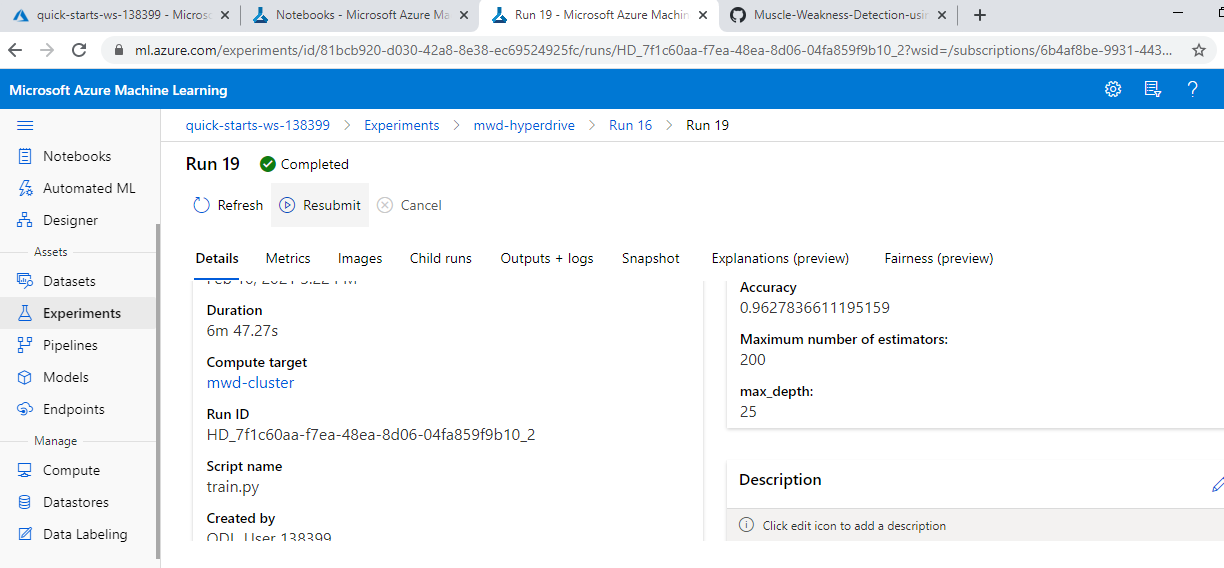 quick-starts-ws-138399 - Micros
Notebooks - Microsoft Azure Ma
Run 19 - Microsoft Azure Machin
Muscle-Weakness-Detection-usin
ml.azure.com/experiments/id/81bcb920-d030-42a8-8e38-ec69524925fc/runs/HD_7f1c60aa-f7ea-48ea-8d06-04fa859f9b10_2?wsid=/subscriptions/6b4af8be-9931-443...
Microsoft Azure Machine Learning
Notebooks
Automated ML
Designer
Assets
Datasets
Experiments
Pipelines
Models
Endpoints
Manage
Compute
Datastores
Data Labeling
quick-starts-ws-138399 > Experiments > mwd-hyperdrive > Run 16 > Run 19
Run 19 Completed
Refresh Resubmit Cancel
Details Metrics Images Child runs Outputs + logs Snapshot Explanations (preview) Fairness (preview)
Duration
6m 47.27s
Compute target
mwd-cluster
Run ID
HD_7f1c60aa-f7ea-48ea-8d06-04fa859f9b10_2
Script name
train.py
Created by
ODL_User 138399
Accuracy
0.9627836611195159
Maximum number of estimators:
200
max_depth:
25
Description
Click edit icon to add a description